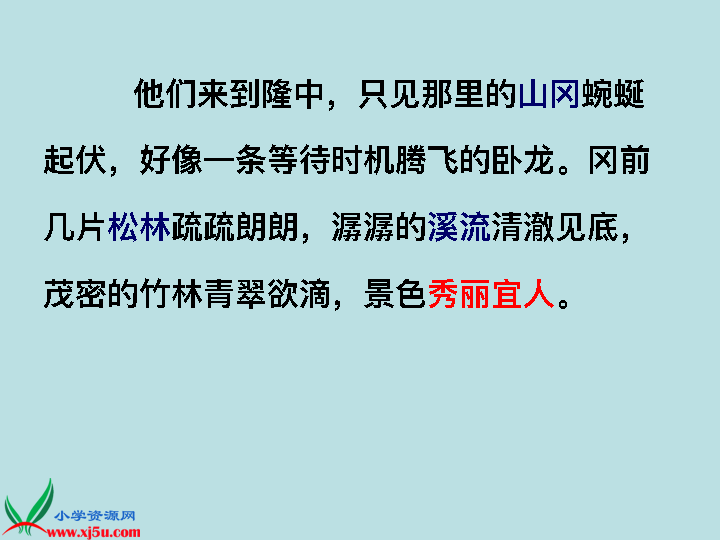 他们来到隆中，只见那里的山冈蜿蜒
起伏，好像一条等待时机腾飞的卧龙。冈前
几片松林疏疏朗朗，潺潺的溪流清澈见底，
茂密的竹林青翠欲滴，景色秀丽宜人。
小学资源网
www.xj5u.com